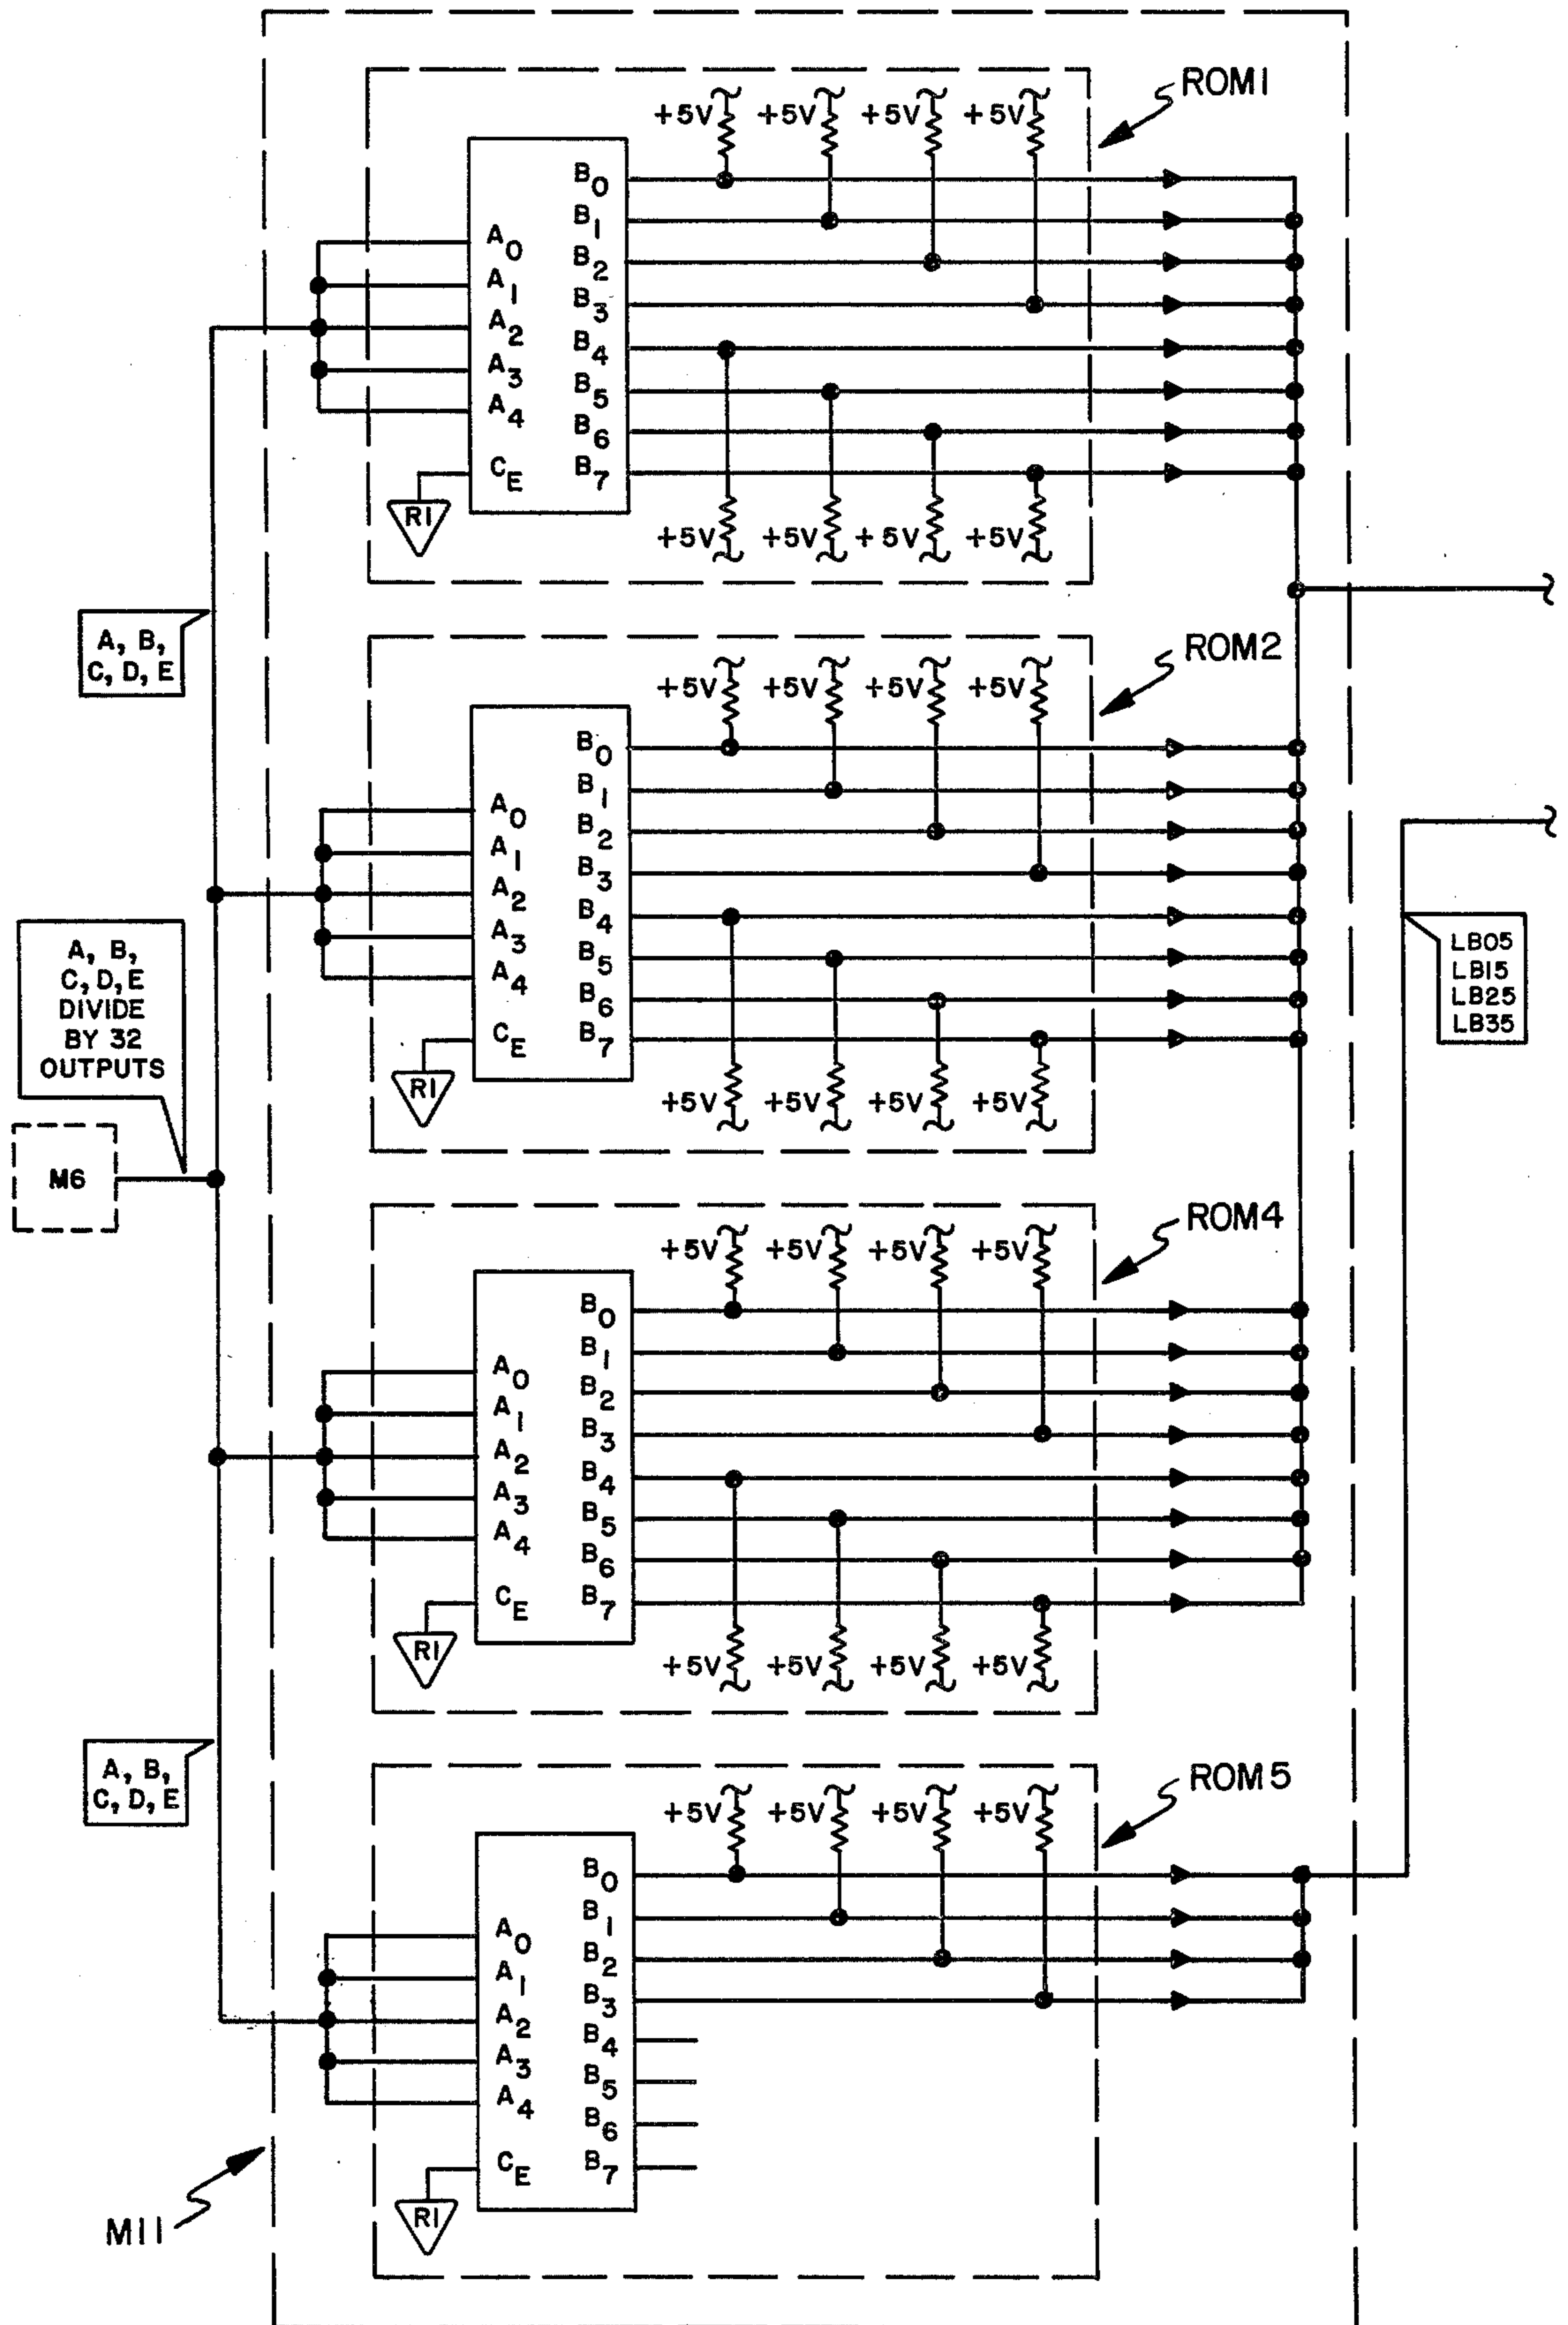 ROM1
+5V +5V +5V +5V
B0
B1
A0
B2
A1
B3
A2
B4
A3
B5
A4
B6
CE
B7
R1
+5V +5V +5V +5V
A, B,
C, D, E
ROM2
+5V +5V +5V +5V
B0
B1
A0
B2
A1
B3
A2
B4
A3
B5
A4
B6
CE
B7
R1
+5V +5V +5V +5V
A, B,
C, D, E
DIVIDE
BY 32
OUTPUTS
LB05
LB15
LB25
LB35
M6
ROM4
+5V +5V +5V +5V
B0
B1
A0
B2
A1
B3
A2
B4
A3
B5
A4
B6
CE
B7
R1
+5V +5V +5V +5V
A, B,
C, D, E
ROM5
+5V +5V +5V +5V
B0
B1
A0
B2
A1
B3
A2
B4
A3
B5
A4
B6
CE
B7
R1
M11